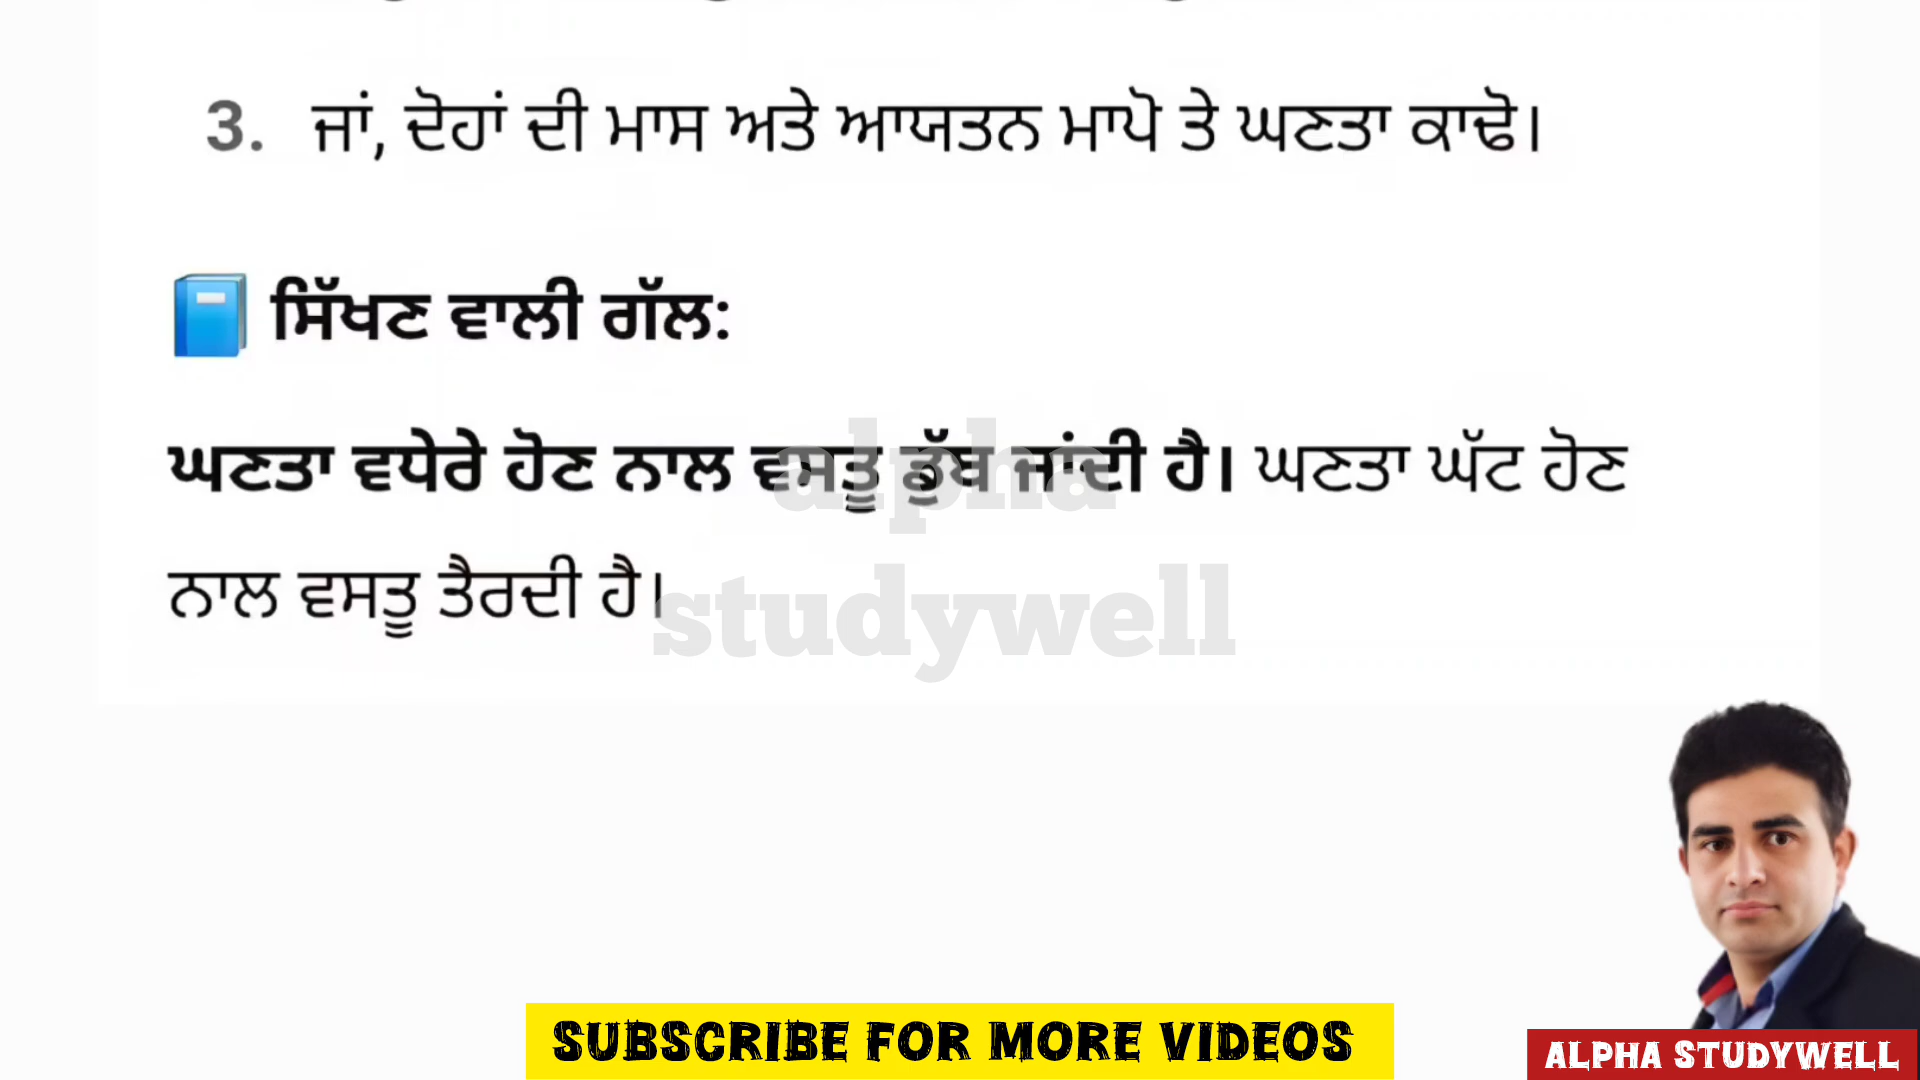 3. ਜਾਂ, ਦੋਹਾਂ ਦੀ ਮਾਸ ਅਤੇ ਆਯਤਨ ਮਾਪੋ ਤੇ ਘਣਤਾ ਕਾਢੋ।
ਸਿੱਖਣ ਵਾਲੀ ਗੱਲ:
ਘਣਤਾ ਵਧੇਰੇ ਹੋਣ ਨਾਲ ਵਸਤੂ ਡੁੱਬ ਜਾਂਦੀ ਹੈ। ਘਣਤਾ ਘੱਟ ਹੋਣ
ਨਾਲ ਵਸਤੂ ਤੈਰਦੀ ਹੈ।
alpha
studywell
SUBSCRIBE FOR MORE VIDEOS
ALPHA STUDYWELL